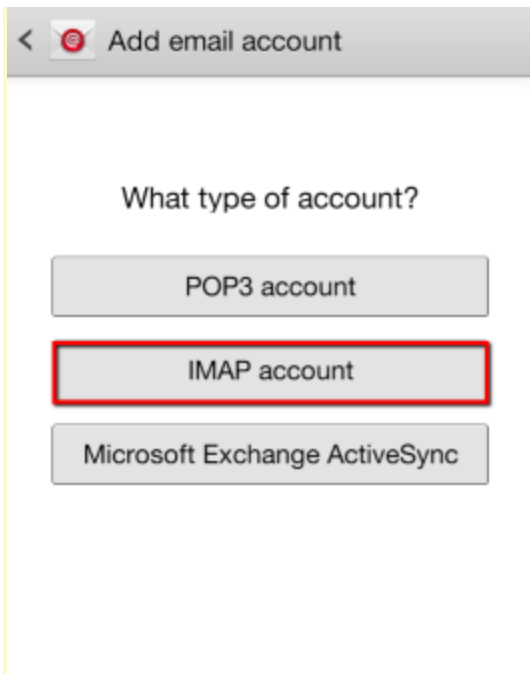 Add email account
What type of account?
POP3 account
IMAP account
Microsoft Exchange ActiveSync